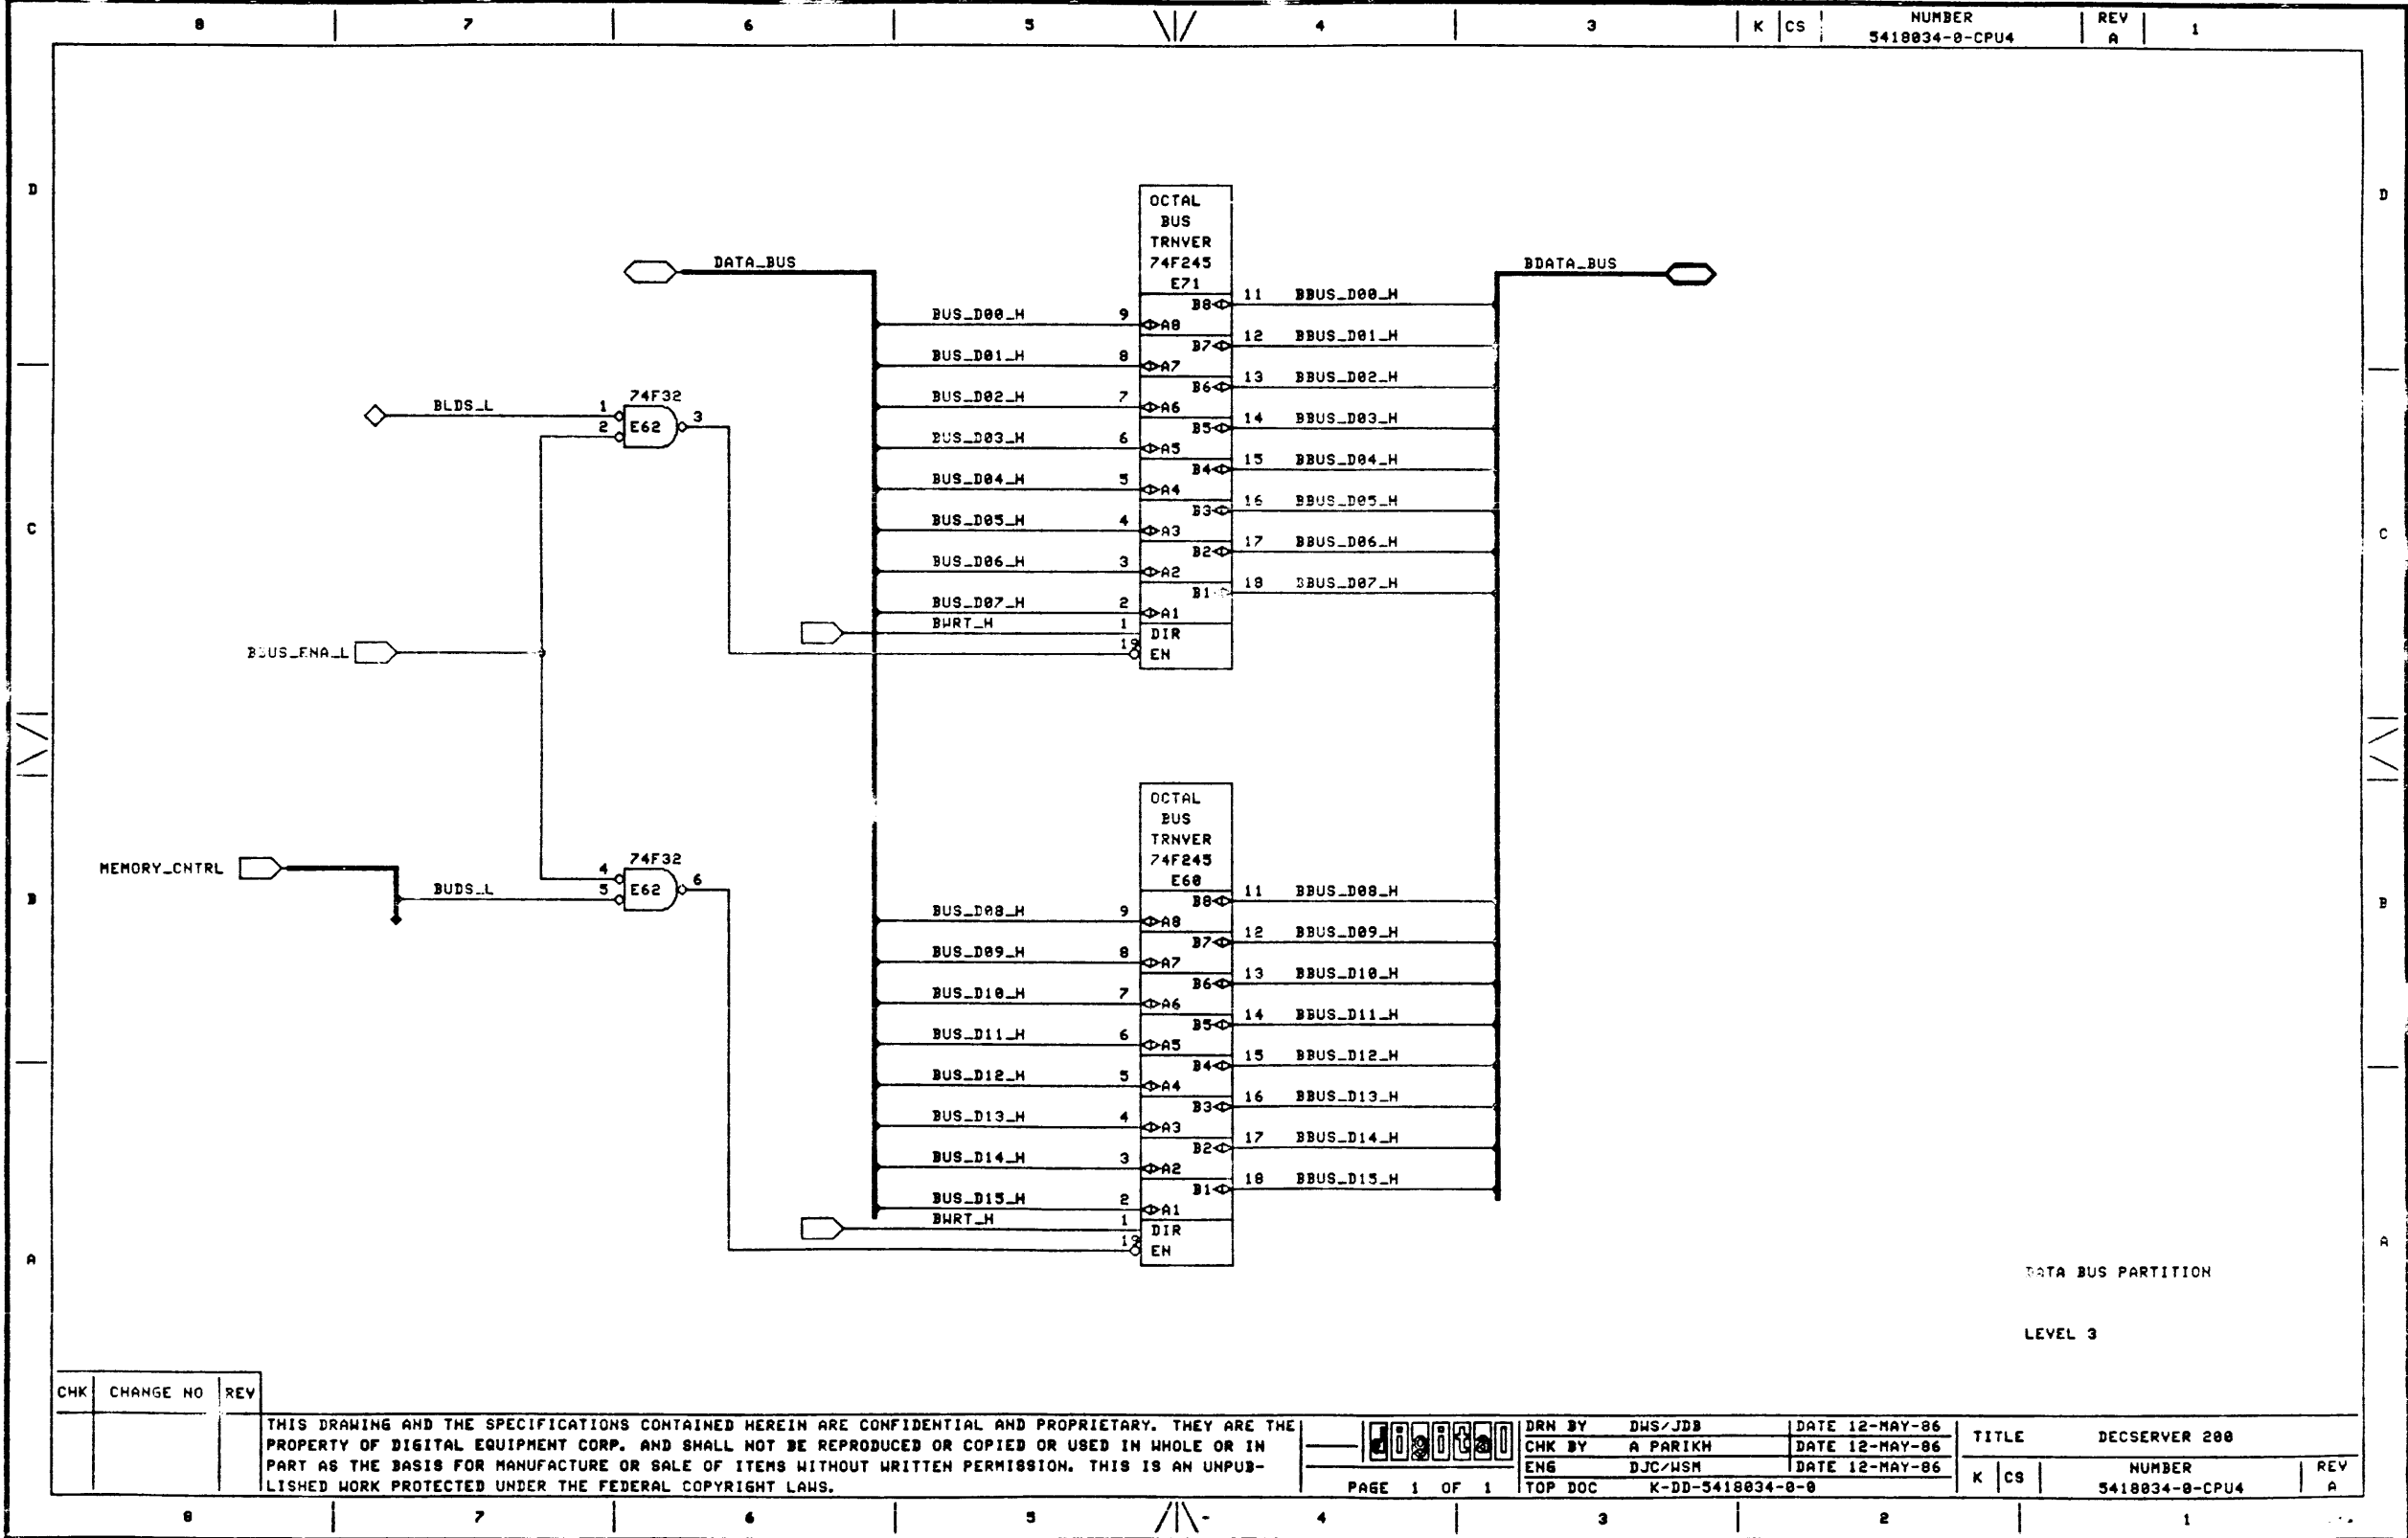 8 7 6 5 4 3 K CS NUMBER REV 1
5418034-0-CPU4 A
D D
OCTAL
BUS
TRNVER
74F245
E71
DATA_BUS
BDATA_BUS
BUS_D00_H 9 A8 B8 11 BBUS_D00_H
BUS_D01_H 8 A7 B7 12 BBUS_D01_H
BUS_D02_H 7 A6 B6 13 BBUS_D02_H
BUS_D03_H 6 A5 B5 14 BBUS_D03_H
BUS_D04_H 5 A4 B4 15 BBUS_D04_H
BUS_D05_H 4 A3 B3 16 BBUS_D05_H
BUS_D06_H 3 A2 B2 17 BBUS_D06_H
BUS_D07_H 2 A1 B1 18 BBUS_D07_H
BWRT_H 1 DIR
19 EN
74F32
BLDS_L 1 E62 3
2
C C
BBUS_ENA_L
OCTAL
BUS
TRNVER
74F245
E60
MEMORY_CNTRL
74F32
4 E62 6
BUDS_L 5
B B
BUS_D08_H 9 A8 B8 11 BBUS_D08_H
BUS_D09_H 8 A7 B7 12 BBUS_D09_H
BUS_D10_H 7 A6 B6 13 BBUS_D10_H
BUS_D11_H 6 A5 B5 14 BBUS_D11_H
BUS_D12_H 5 A4 B4 15 BBUS_D12_H
BUS_D13_H 4 A3 B3 16 BBUS_D13_H
BUS_D14_H 3 A2 B2 17 BBUS_D14_H
BUS_D15_H 2 A1 B1 18 BBUS_D15_H
BWRT_H 1 DIR
19 EN
A A
DATA BUS PARTITION
LEVEL 3
CHK CHANGE NO REV
THIS DRAWING AND THE SPECIFICATIONS CONTAINED HEREIN ARE CONFIDENTIAL AND PROPRIETARY. THEY ARE THE
PROPERTY OF DIGITAL EQUIPMENT CORP. AND SHALL NOT BE REPRODUCED OR COPIED OR USED IN WHOLE OR IN
PART AS THE BASIS FOR MANUFACTURE OR SALE OF ITEMS WITHOUT WRITTEN PERMISSION. THIS IS AN UNPUB-
LISHED WORK PROTECTED UNDER THE FEDERAL COPYRIGHT LAWS.
digital
PAGE 1 OF 1
DRN BY DWS/JDB DATE 12-MAY-86
CHK BY A PARIKH DATE 12-MAY-86
ENG DJC/WSM DATE 12-MAY-86
TOP DOC K-DD-5418034-0-0
TITLE DECSERVER 200
K CS NUMBER REV
5418034-0-CPU4 A
8 7 6 5 4 3 2 1